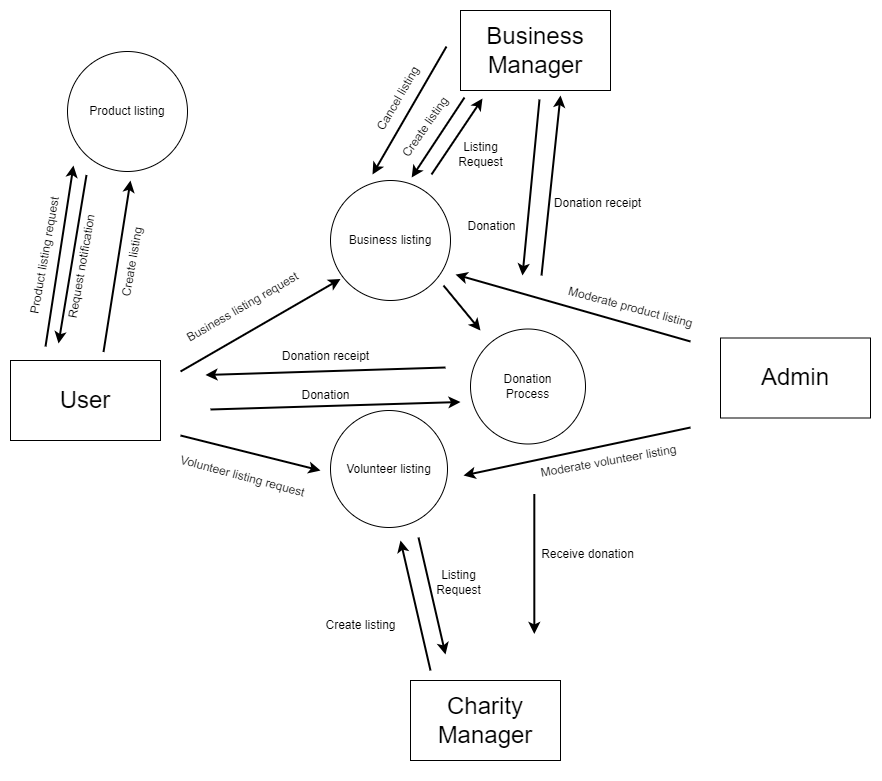 Business
Manager
Product listing
Cancel listing
Create listing
Listing
Request
Product listing request
Request notification
Create listing
Donation receipt
Donation
Business listing
Business listing request
Moderate product listing
Donation receipt
Donation
Process
Admin
User
Donation
Volunteer listing request
Volunteer listing
Moderate volunteer listing
Receive donation
Listing
Request
Create listing
Charity
Manager